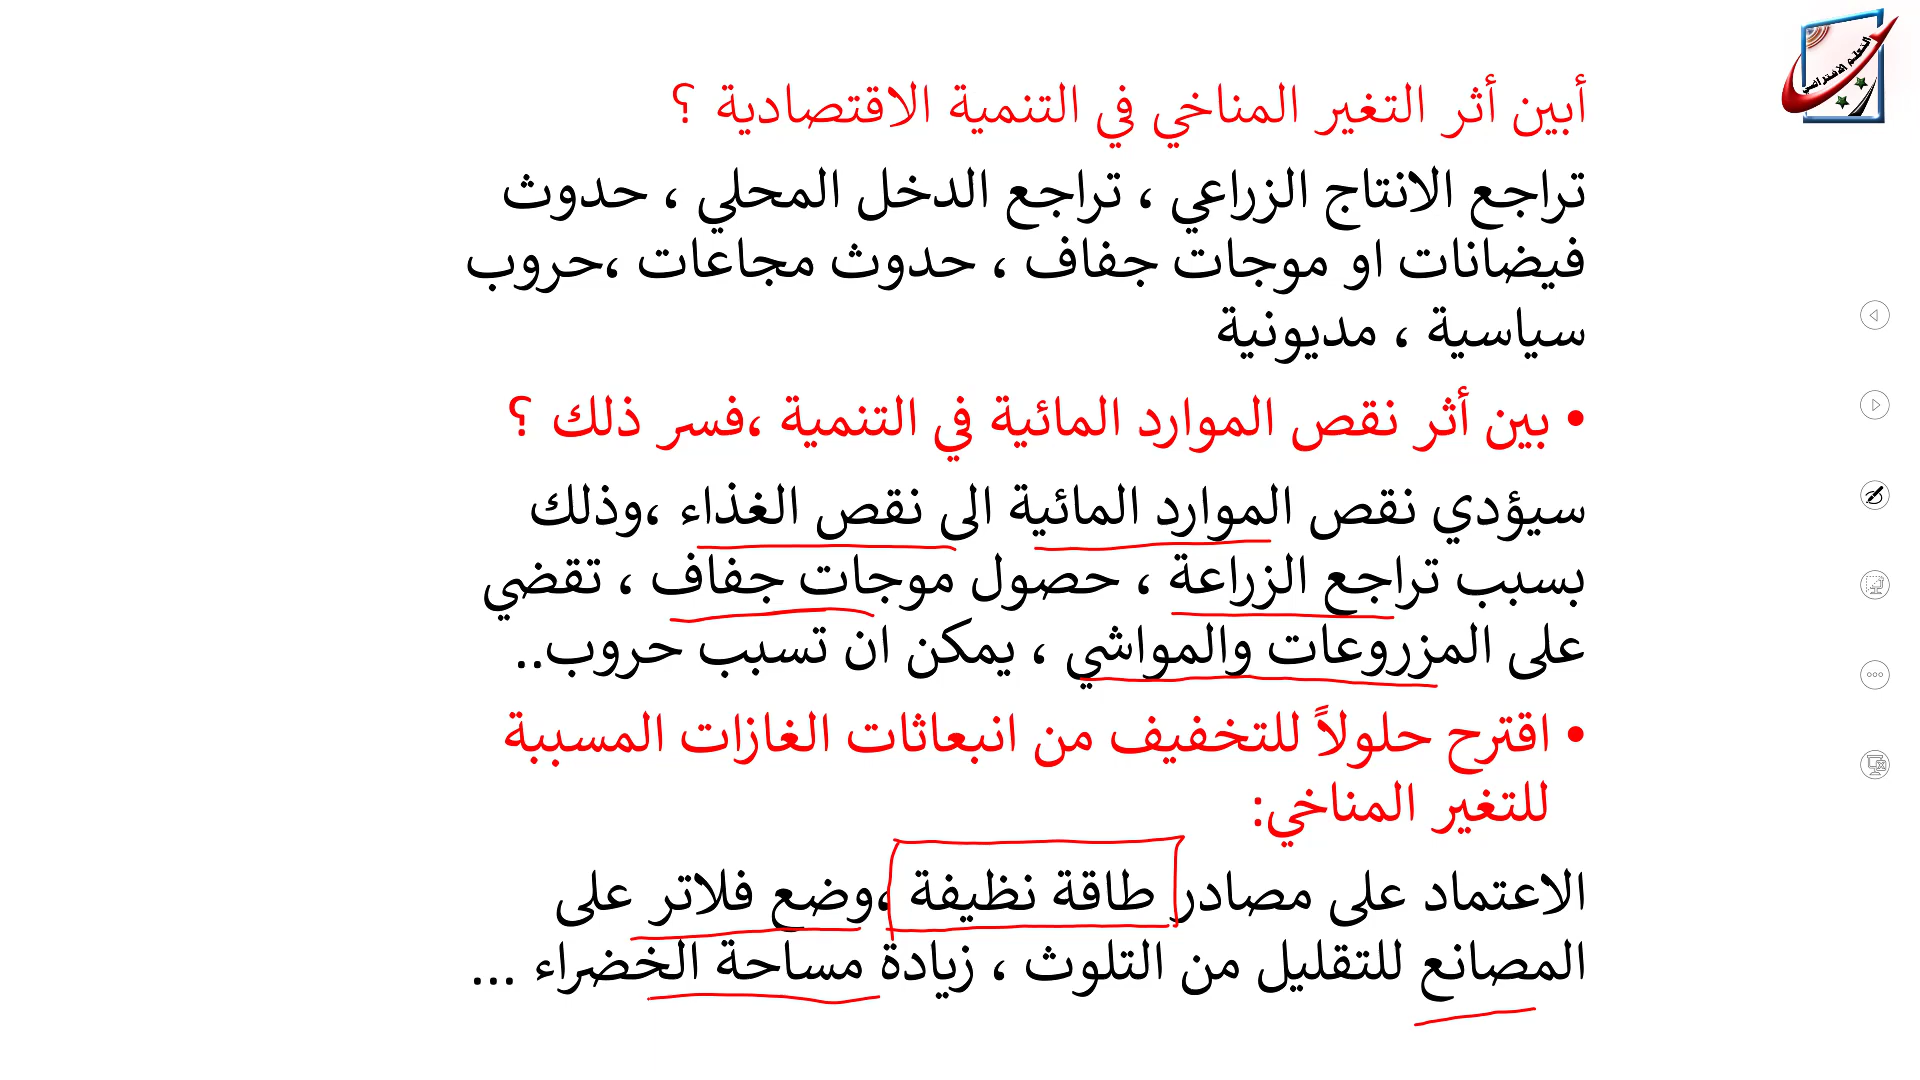 التعليم الافتراضي
أبين أثر التغير المناخي في التنمية الاقتصادية ؟
تراجع الانتاج الزراعي ، تراجع الدخل المحلي ، حدوث
فيضانات او موجات جفاف ، حدوث مجاعات ،حروب
سياسية ، مديونية
• بين أثر نقص الموارد المائية في التنمية ،فسر ذلك ؟
سيؤدي نقص الموارد المائية الى نقص الغذاء ،وذلك
بسبب تراجع الزراعة ، حصول موجات جفاف ، تقضي
على المزروعات والمواشي ، يمكن ان تسبب حروب..
• اقترح حلولاً للتخفيف من انبعاثات الغازات المسببة
للتغير المناخي:
الاعتماد على مصادر طاقة نظيفة ،وضع فلاتر على
المصانع للتقليل من التلوث ، زيادة مساحة الخضراء ...